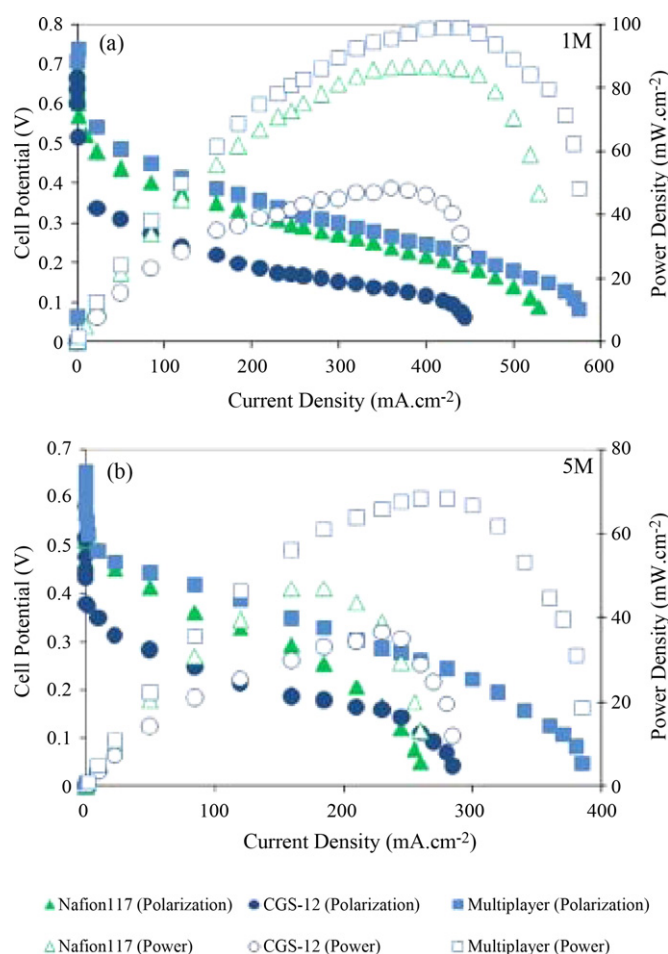 (a)
1M
0.8
0.7
0.6
0.5
0.4
0.3
0.2
0.1
0
Cell Potential (V)
100
80
60
40
20
0
Power Density (mW.cm-2)
0 100 200 300 400 500 600
Current Density (mA.cm-2)
(b)
5M
0.7
0.6
0.5
0.4
0.3
0.2
0.1
0
Cell Potential (V)
80
60
40
20
0
Power Density (mW.cm-2)
0 100 200 300 400
Current Density (mA.cm-2)
Nafion117 (Polarization) CGS-12 (Polarization) Multiplayer (Polarization)
Nafion117 (Power) CGS-12 (Power) Multiplayer (Power)